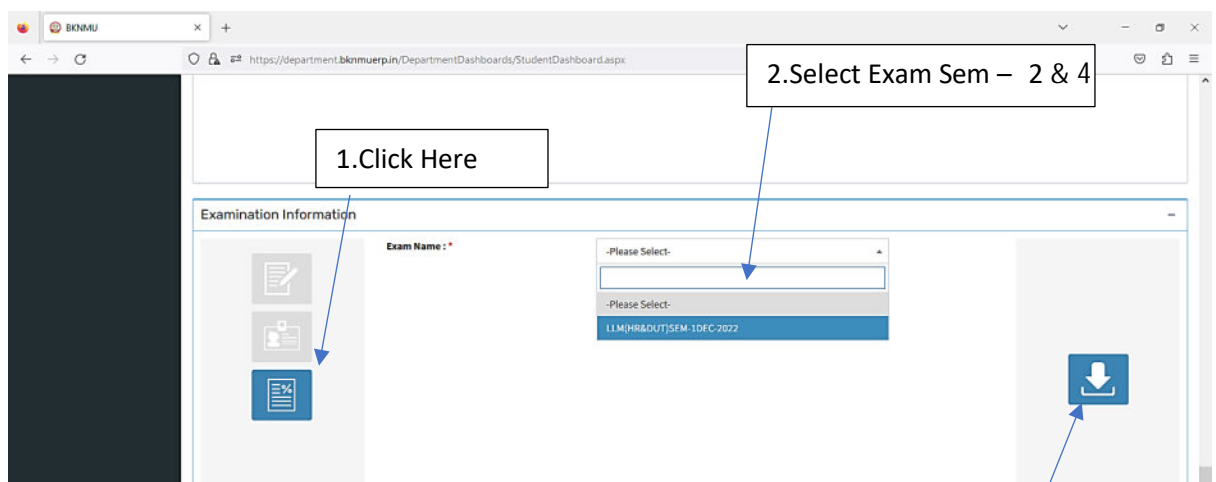 BKNMU
https://department.bknmuerp.in/DepartmentDashboards/StudentDashboard.aspx
2.Select Exam Sem – 2 & 4
1.Click Here
Examination Information
Exam Name : *
-Please Select-
-Please Select-
LLM(HR&DUT)SEM-1DEC-2022